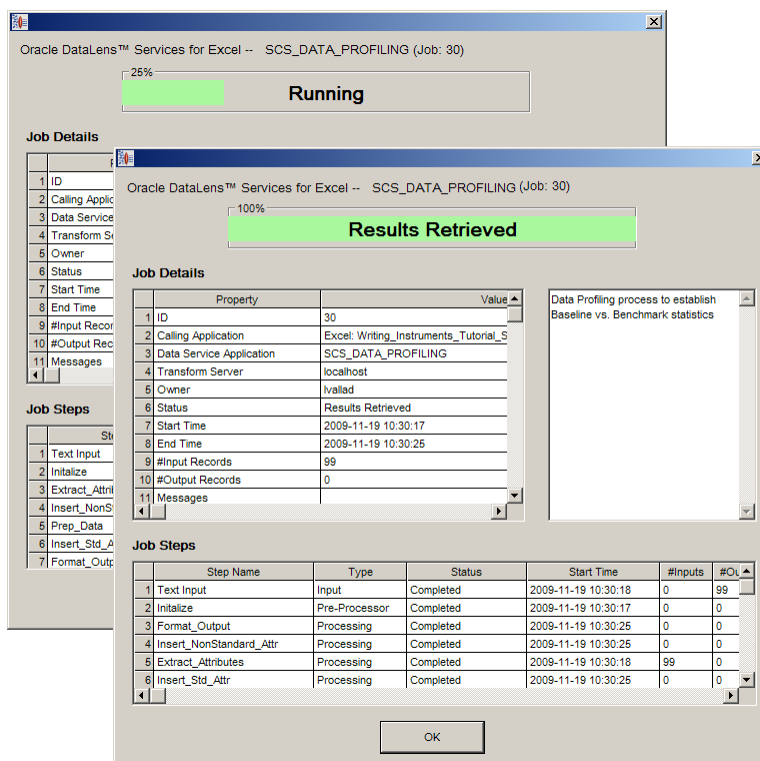 Oracle DataLens™ Services for Excel -- SCS_DATA_PROFILING (Job: 30)
25%
Running
Job Details
1 ID
2 Calling Applic
3 Data Service
4 Transform Se
5 Owner
6 Status
7 Start Time
8 End Time
9 #Input Recor
10 #Output Rec
11 Messages
Job Steps
Ste
1 Text Input
2 Initalize
3 Extract_Attri
4 Insert_NonS
5 Prep_Data
6 Insert_Std_A
7 Format_Outp
Oracle DataLens™ Services for Excel -- SCS_DATA_PROFILING (Job: 30)
100%
Results Retrieved
Job Details
Property Value
1 ID 30
2 Calling Application Excel: Writing_Instruments_Tutorial_S
3 Data Service Application SCS_DATA_PROFILING
4 Transform Server localhost
5 Owner lvallad
6 Status Results Retrieved
7 Start Time 2009-11-19 10:30:17
8 End Time 2009-11-19 10:30:25
9 #Input Records 99
10 #Output Records 0
11 Messages
Data Profiling process to establish
Baseline vs. Benchmark statistics
Job Steps
Step Name Type Status Start Time #Inputs #Ou
1 Text Input Input Completed 2009-11-19 10:30:18 0 99
2 Initalize Pre-Processor Completed 2009-11-19 10:30:17 0 0
3 Format_Output Processing Completed 2009-11-19 10:30:25 0 0
4 Insert_NonStandard_Attr Processing Completed 2009-11-19 10:30:25 0 0
5 Extract_Attributes Processing Completed 2009-11-19 10:30:18 99 0
6 Insert_Std_Attr Processing Completed 2009-11-19 10:30:25 0 0
OK